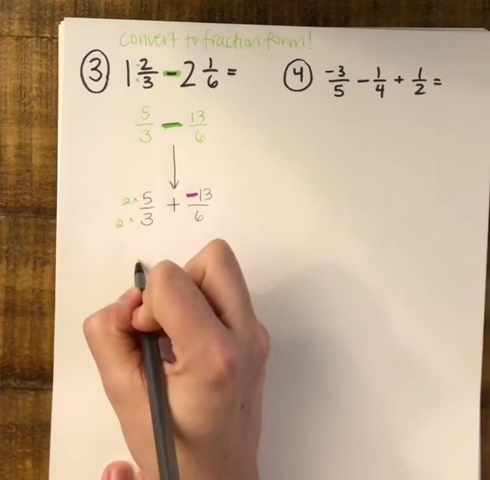 convert to fraction form!
③ 1 2/3 - 2 1/6 =
5/3 - 13/6
2× 5/3 + -13/6
2×
④ -3/5 - 1/4 + 1/2 =